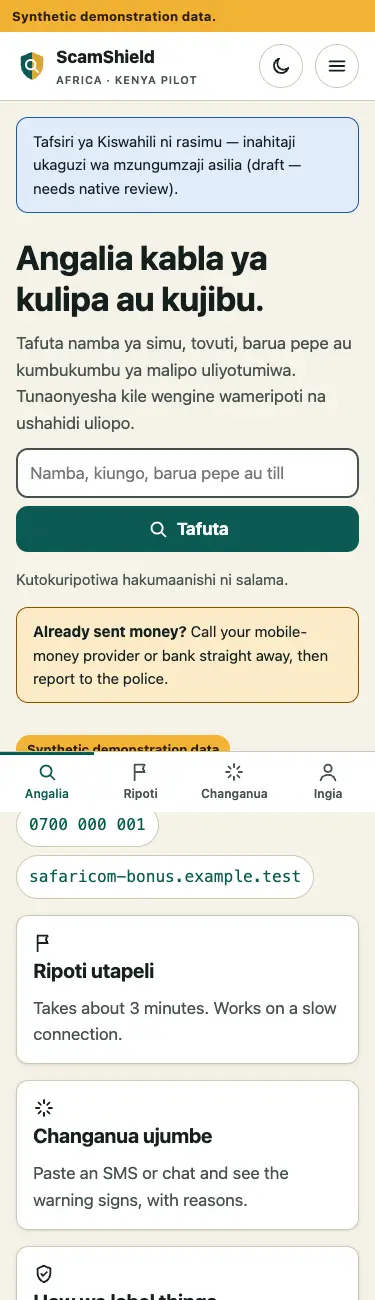 Synthetic demonstration data.
ScamShield
AFRICA · KENYA PILOT
Tafsiri ya Kiswahili ni rasimu — inahitaji
ukaguzi wa mzungumzaji asilia (draft —
needs native review).
Angalia kabla ya
kulipa au kujibu.
Tafuta namba ya simu, tovuti, barua pepe au
kumbukumbu ya malipo uliyotumiwa.
Tunaonyesha kile wengine wameripoti na
ushahidi uliopo.
Namba, kiungo, barua pepe au till
Tafuta
Kutokuripotiwa hakumaanishi ni salama.
Already sent money? Call your mobile-
money provider or bank straight away, then
report to the police.
Synthetic demonstration data
Angalia
Ripoti
Changanua
Ingia
0700 000 001
safaricom-bonus.example.test
Ripoti utapeli
Takes about 3 minutes. Works on a slow
connection.
Changanua ujumbe
Paste an SMS or chat and see the
warning signs, with reasons.
How we label things